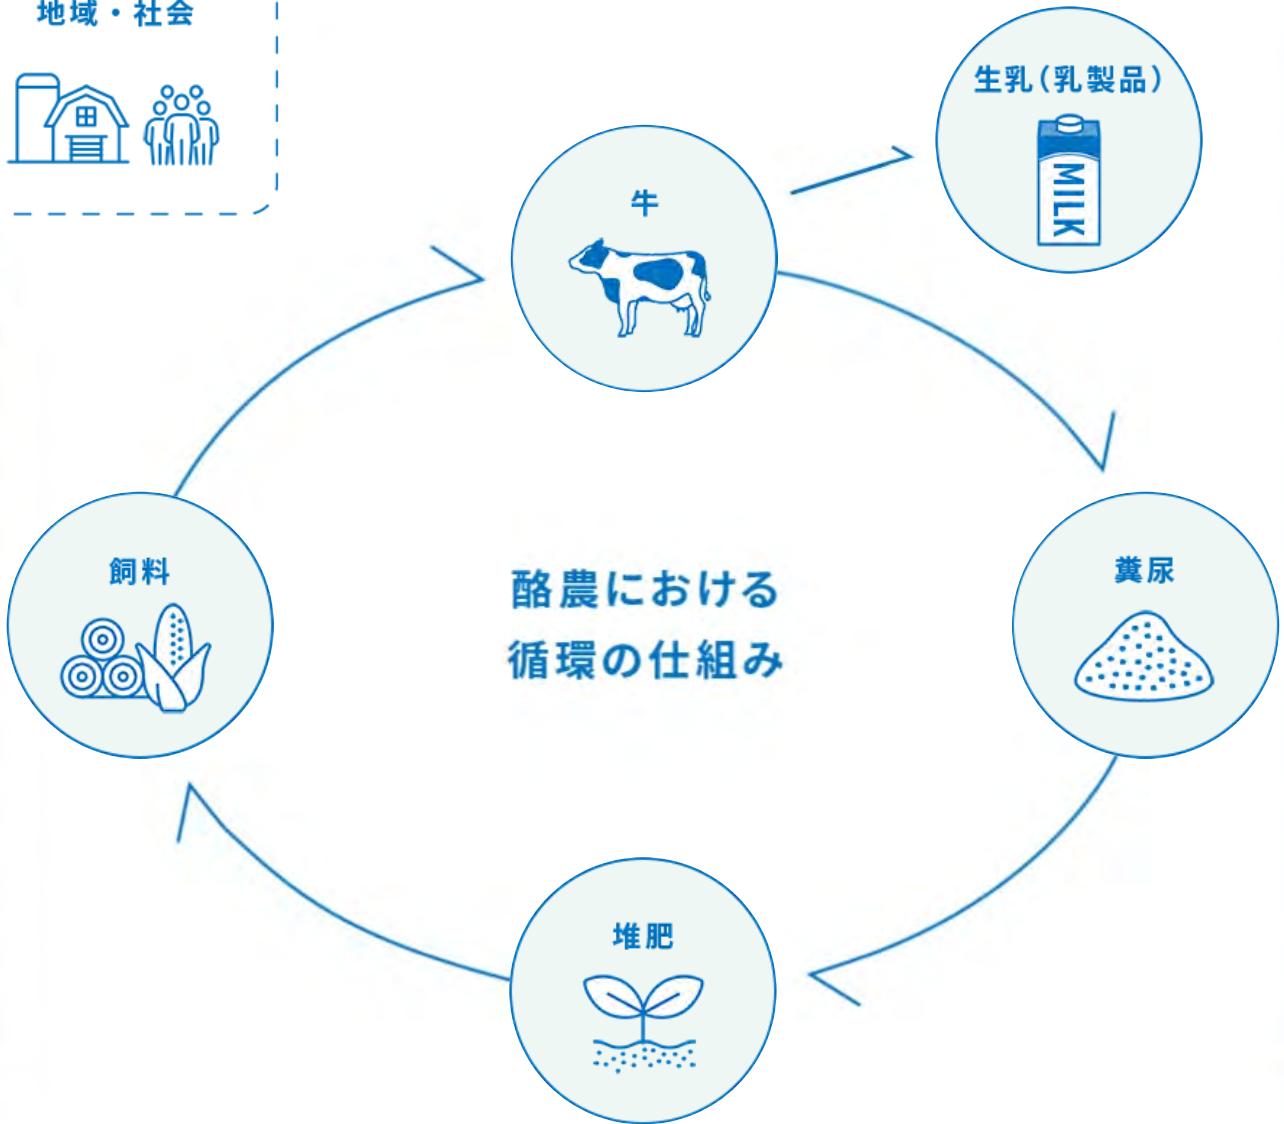 地域・社会
生乳(乳製品)
MILK
牛
飼料
酪農における
循環の仕組み
糞尿
堆肥